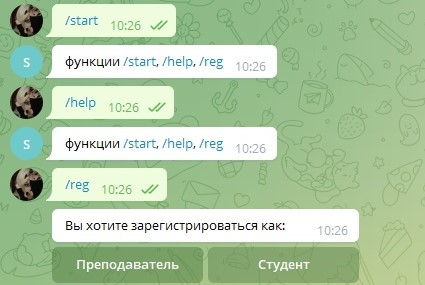 /start 10:26
S
функции /start, /help, /reg 10:26
/help 10:26
S
функции /start, /help, /reg 10:26
/reg 10:26
Вы хотите зарегистрироваться как: 10:26
Преподаватель Студент